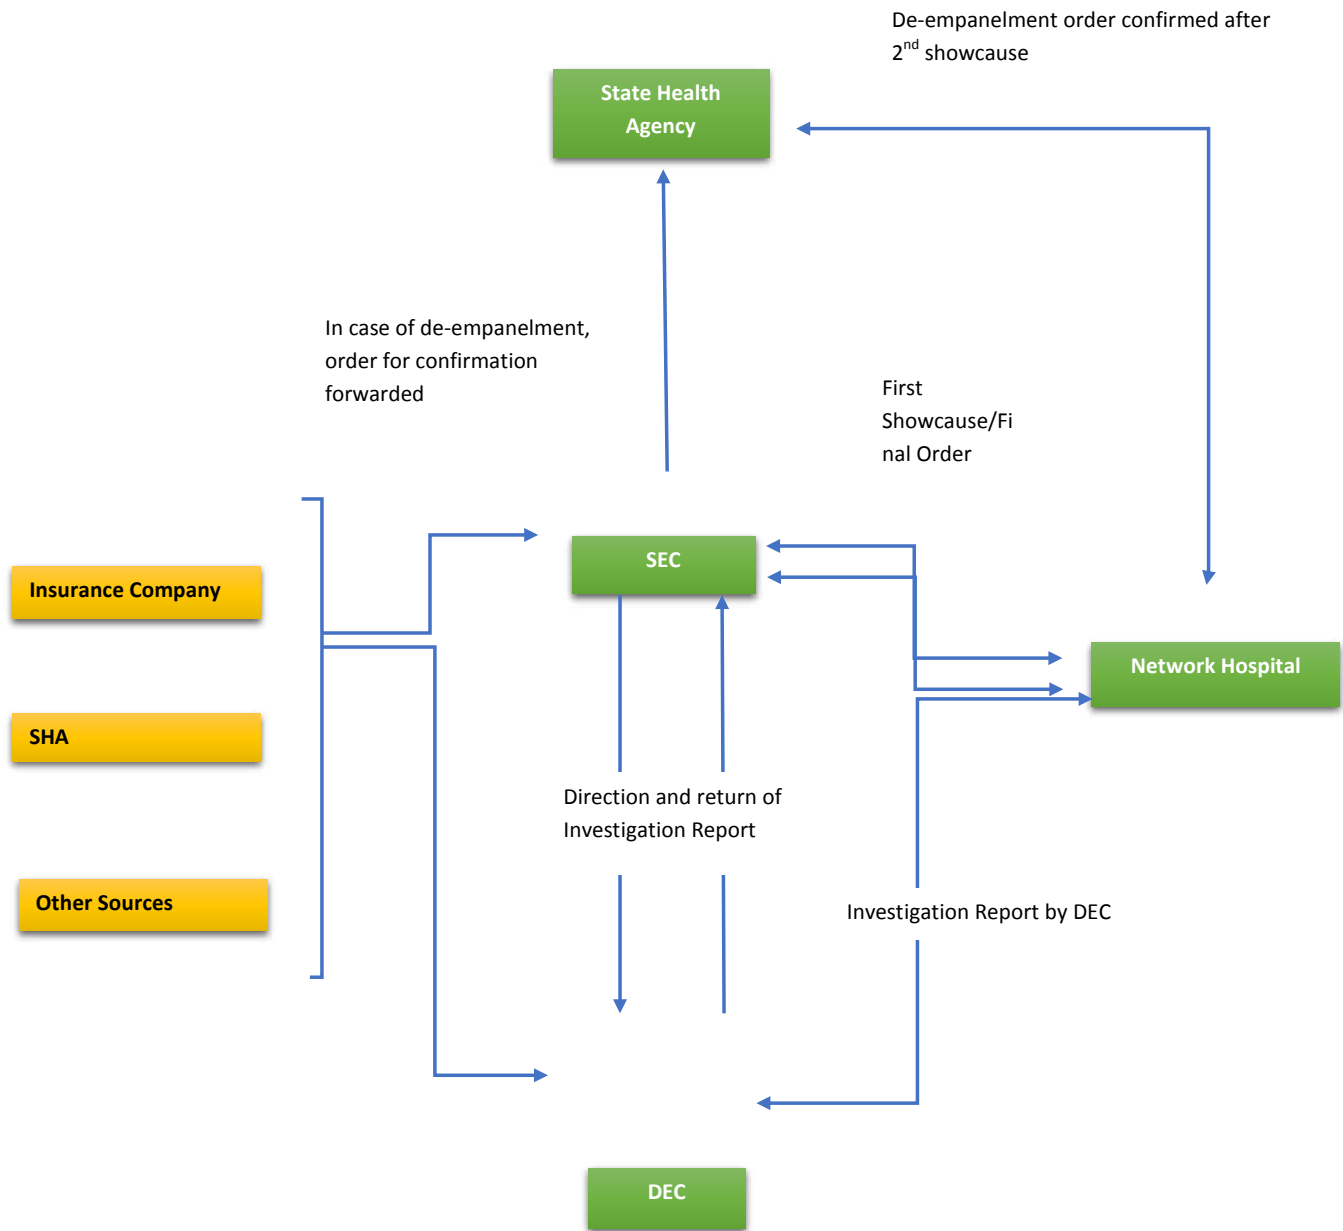 De-empanelment order confirmed after
2nd showcause
State Health
Agency
In case of de-empanelment,
order for confirmation
forwarded
First
Showcause/Fi
nal Order
SEC
Insurance Company
Network Hospital
SHA
Direction and return of
Investigation Report
Other Sources
Investigation Report by DEC
DEC